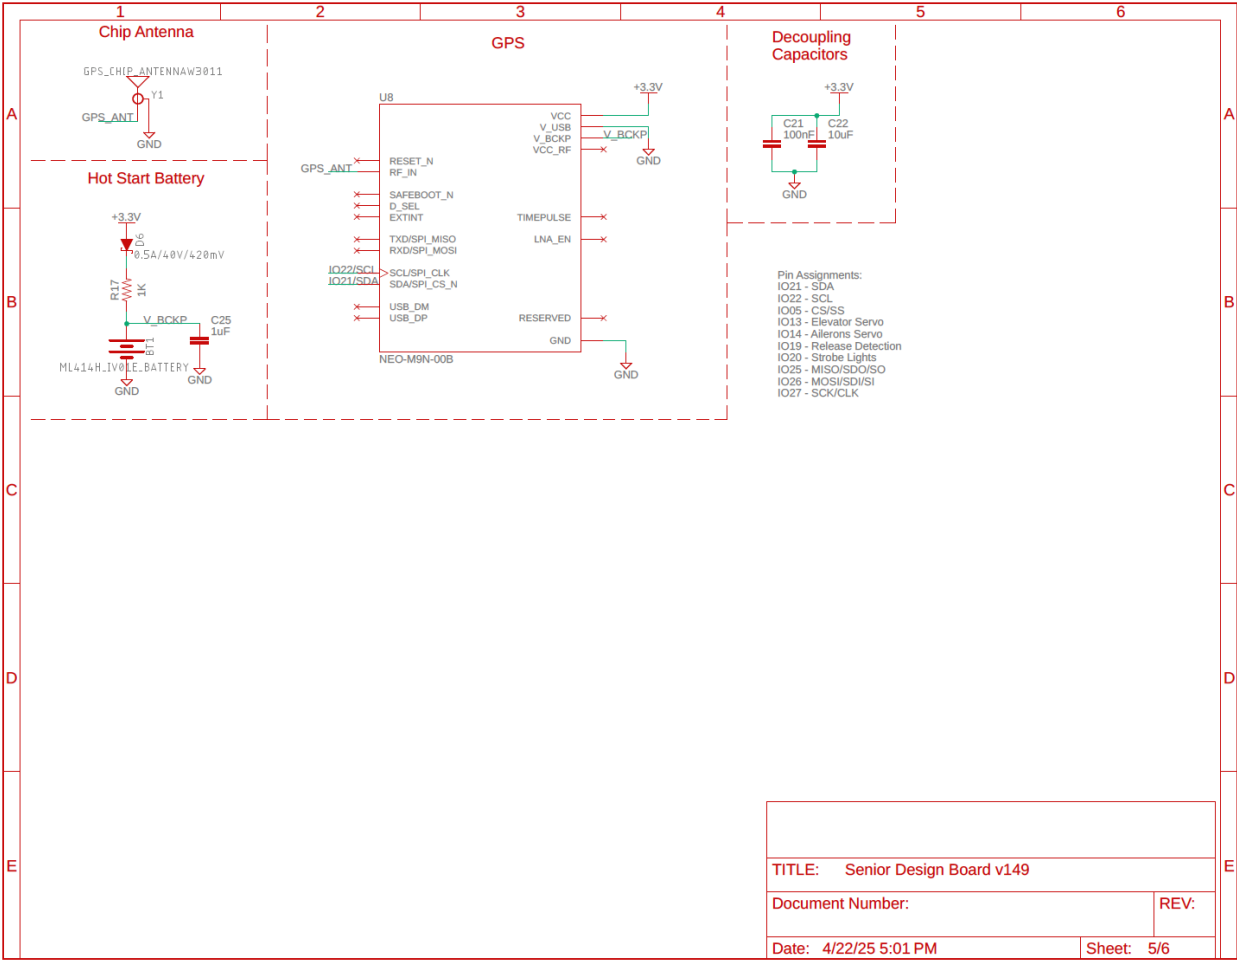 1 2 3 4 5 6
A
B
C
D
E
A
B
C
D
E
Chip Antenna
GPS_CHIP_ANTENNAW3011
Y1
GPS_ANT
GND
Hot Start Battery
+3.3V
D6
0.5A/40V/420mV
R17
1K
V_BCKP
C25
1uF
BT1
ML414H_IV01E_BATTERY
GND
GND
GPS
U8
GPS_ANT
IO22/SCL
IO21/SDA
RESET_N
RF_IN
SAFEBOOT_N
D_SEL
EXTINT
TXD/SPI_MISO
RXD/SPI_MOSI
SCL/SPI_CLK
SDA/SPI_CS_N
USB_DM
USB_DP
VCC
V_USB
V_BCKP
VCC_RF
TIMEPULSE
LNA_EN
RESERVED
GND
NEO-M9N-00B
+3.3V
V_BCKP
GND
GND
Decoupling
Capacitors
+3.3V
C21
100nF
C22
10uF
GND
Pin Assignments:
IO21 - SDA
IO22 - SCL
IO05 - CS/SS
IO13 - Elevator Servo
IO14 - Ailerons Servo
IO19 - Release Detection
IO20 - Strobe Lights
IO25 - MISO/SDO/SO
IO26 - MOSI/SDI/SI
IO27 - SCK/CLK
TITLE: Senior Design Board v149
Document Number:
REV:
Date: 4/22/25 5:01 PM
Sheet: 5/6